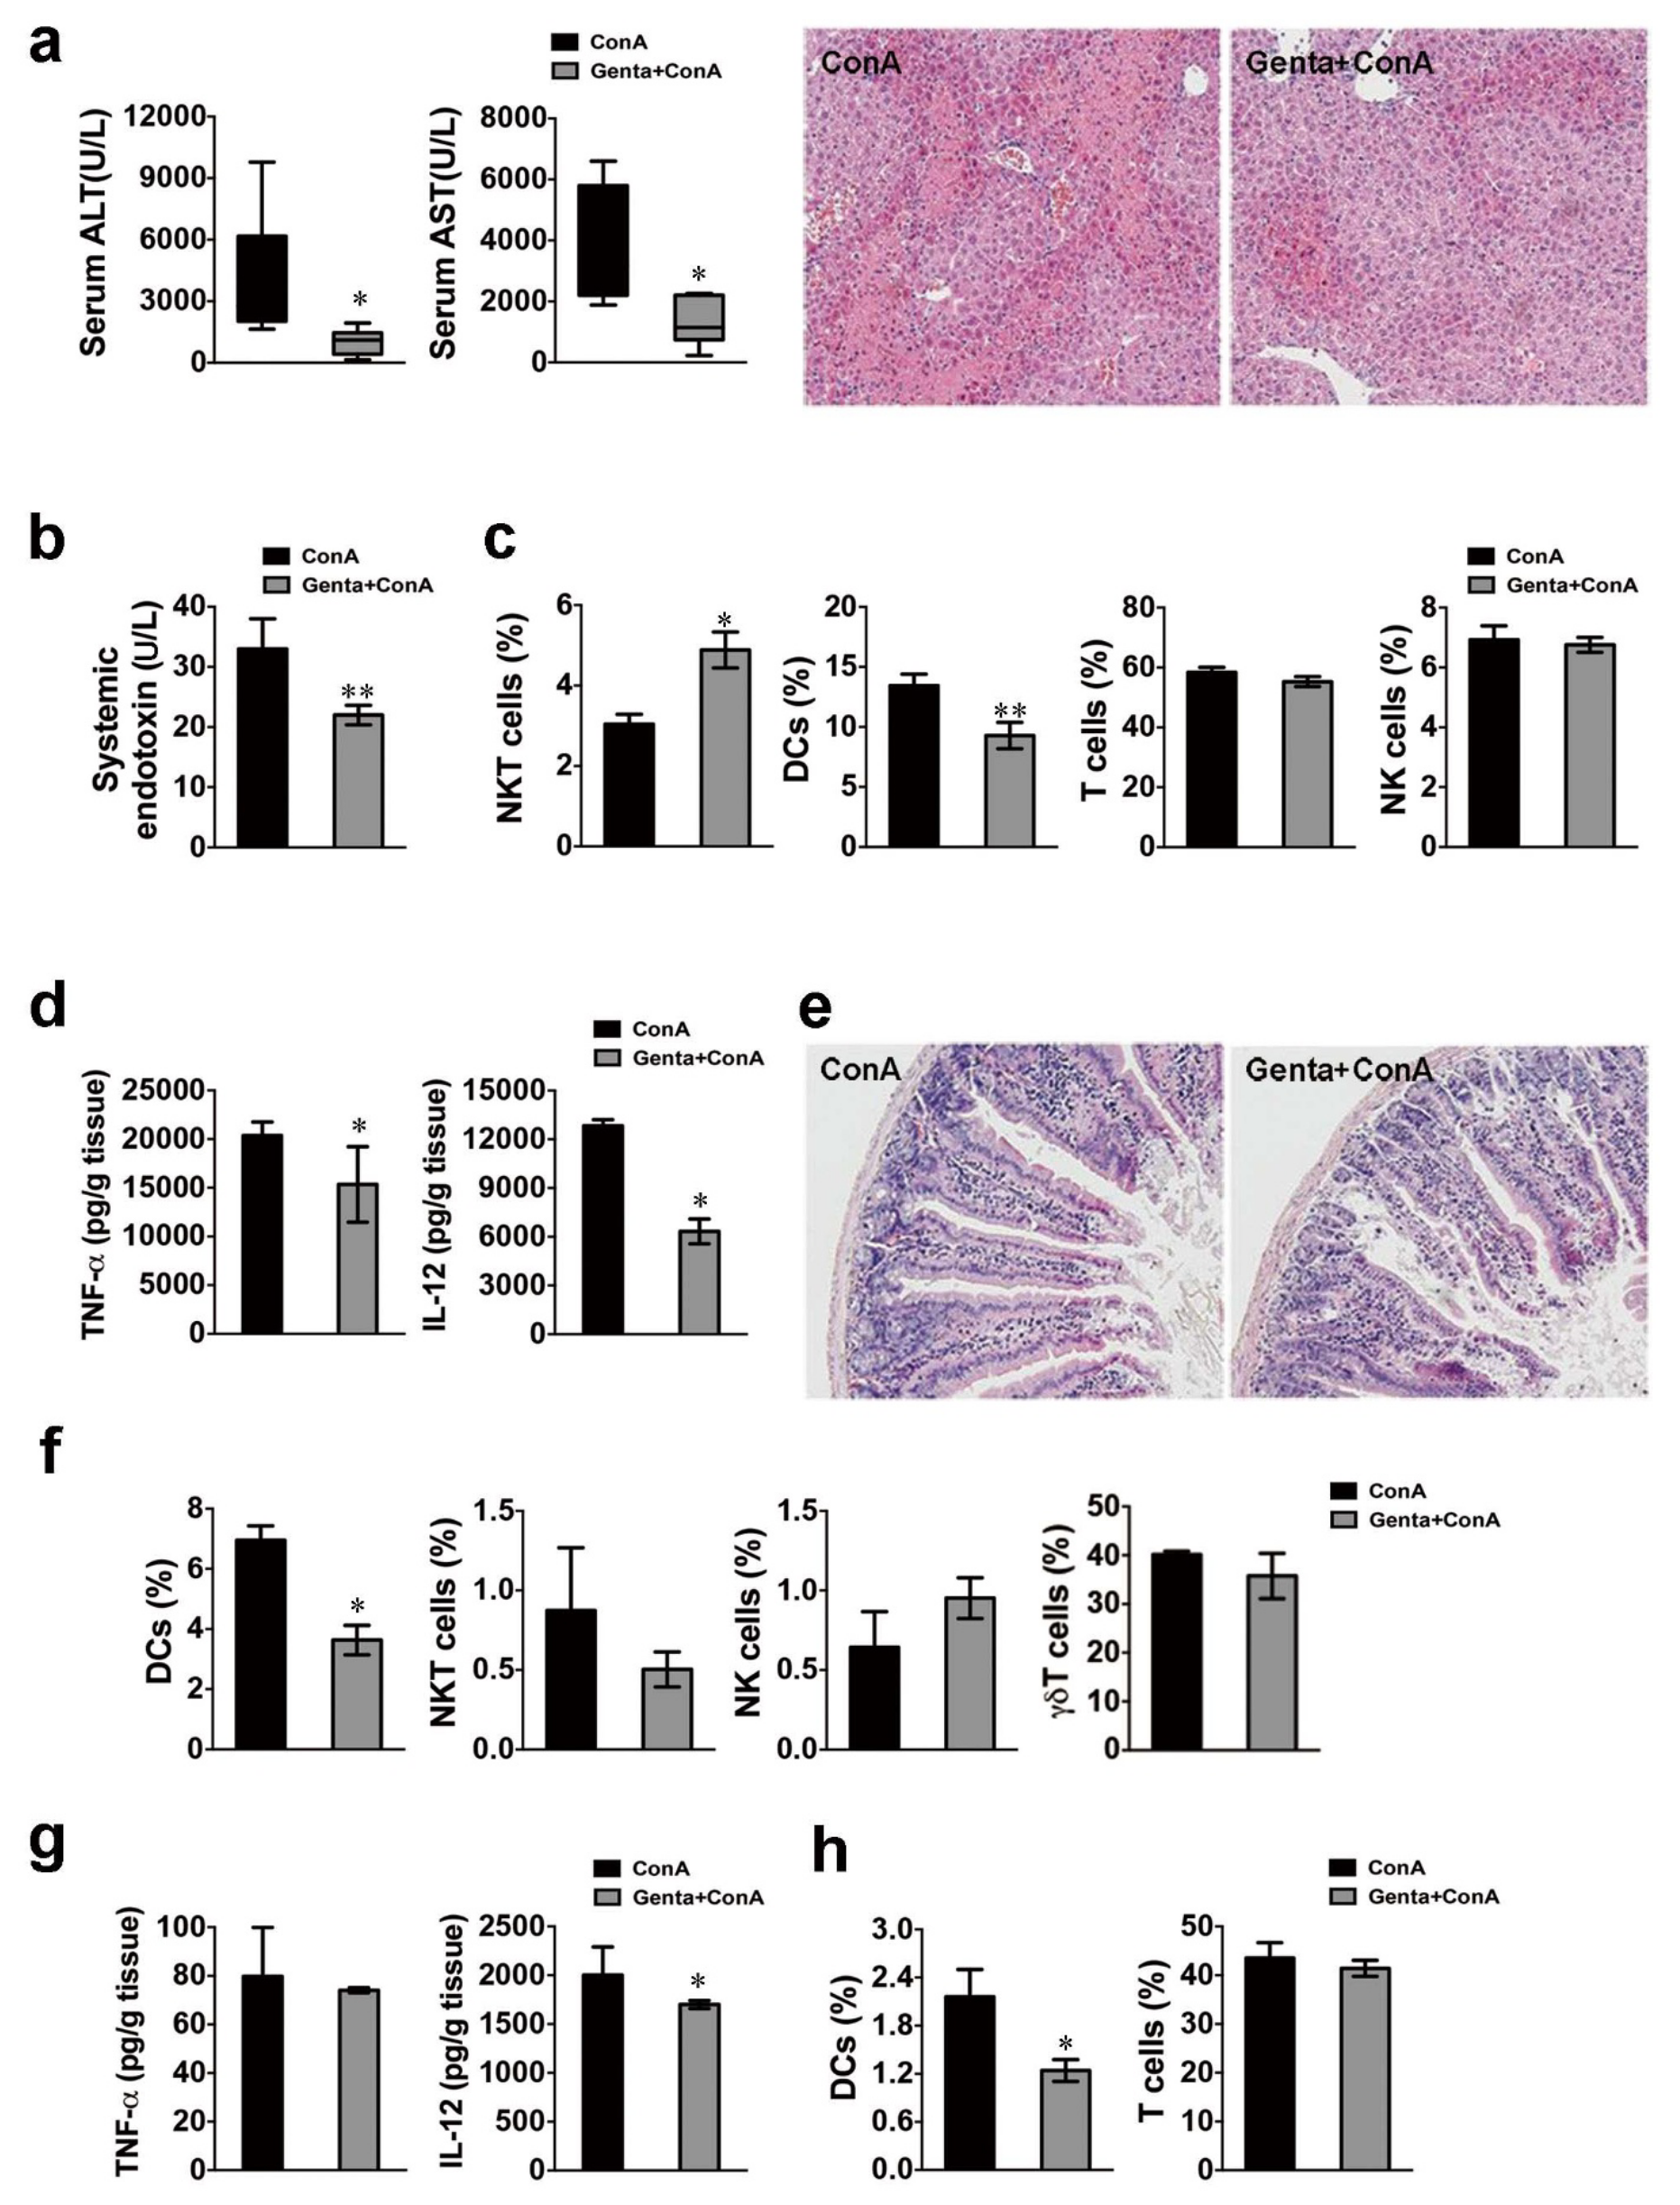 a
ConA
Genta+ConA
Serum ALT(U/L)
12000
9000
6000
3000
0
*
Serum AST(U/L)
8000
6000
4000
2000
0
*
ConA
Genta+ConA
b
ConA
Genta+ConA
Systemic
endotoxin (U/L)
40
30
20
10
0
**
c
ConA
Genta+ConA
NKT cells (%)
6
4
2
0
*
DCs (%)
20
15
10
5
0
**
T cells (%)
80
60
40
20
0
NK cells (%)
8
6
4
2
0
d
ConA
Genta+ConA
TNF-α (pg/g tissue)
25000
20000
15000
10000
5000
0
*
IL-12 (pg/g tissue)
15000
12000
9000
6000
3000
0
*
e
ConA
Genta+ConA
f
ConA
Genta+ConA
DCs (%)
8
6
4
2
0
*
NKT cells (%)
1.5
1.0
0.5
0.0
NK cells (%)
1.5
1.0
0.5
0.0
γδT cells (%)
50
40
30
20
10
0
g
ConA
Genta+ConA
TNF-α (pg/g tissue)
100
80
60
40
20
0
IL-12 (pg/g tissue)
2500
2000
1500
1000
500
0
*
h
ConA
Genta+ConA
DCs (%)
3.0
2.4
1.8
1.2
0.6
0.0
*
T cells (%)
50
40
30
20
10
0